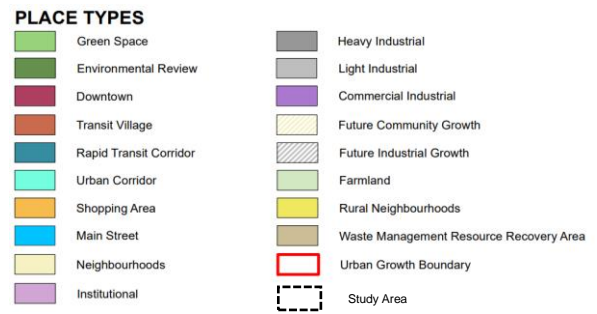 PLACE TYPES
Green Space
Environmental Review
Downtown
Transit Village
Rapid Transit Corridor
Urban Corridor
Shopping Area
Main Street
Neighbourhoods
Institutional
Heavy Industrial
Light Industrial
Commercial Industrial
Future Community Growth
Future Industrial Growth
Farmland
Rural Neighbourhoods
Waste Management Resource Recovery Area
Urban Growth Boundary
Study Area